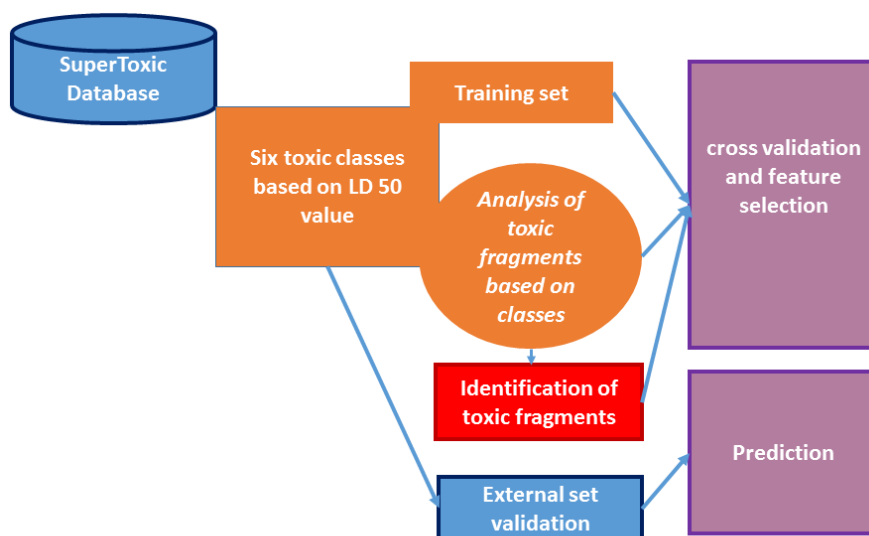 SuperToxic
Database
Training set
Six toxic classes
based on LD 50
value
Analysis of
toxic
fragments
based on
classes
cross validation
and feature
selection
Identification of
toxic fragments
External set
validation
Prediction